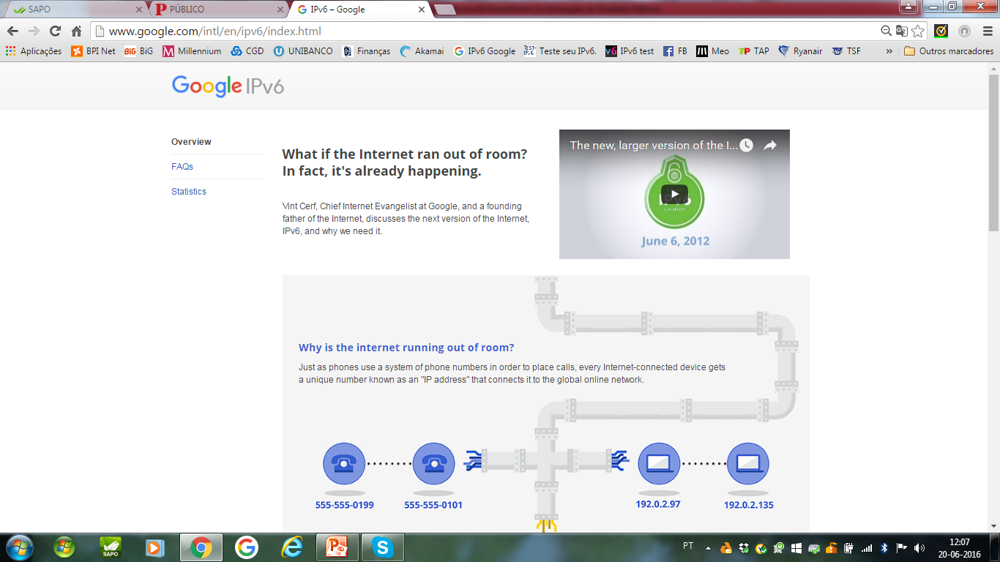 SAPO
PÚBLICO
IPv6 – Google
www.google.com/intl/en/ipv6/index.html
Aplicações BPI Net BiG BiG Millennium CGD UNIBANCO Finanças Akamai IPv6 Google Teste seu IPv6. IPv6 test FB Meo TAP Ryanair TSF » Outros marcadores
Google IPv6
Overview
FAQs
Statistics
What if the Internet ran out of room?
In fact, it's already happening.
Vint Cerf, Chief Internet Evangelist at Google, and a founding
father of the Internet, discusses the next version of the Internet,
IPv6, and why we need it.
The new, larger version of the I...
LAUNCH
June 6, 2012
Why is the internet running out of room?
Just as phones use a system of phone numbers in order to place calls, every Internet-connected device gets
a unique number known as an "IP address" that connects it to the global online network.
555-555-0199 555-555-0101 192.0.2.97 192.0.2.135
SAPO
PT
12:07
20-06-2016